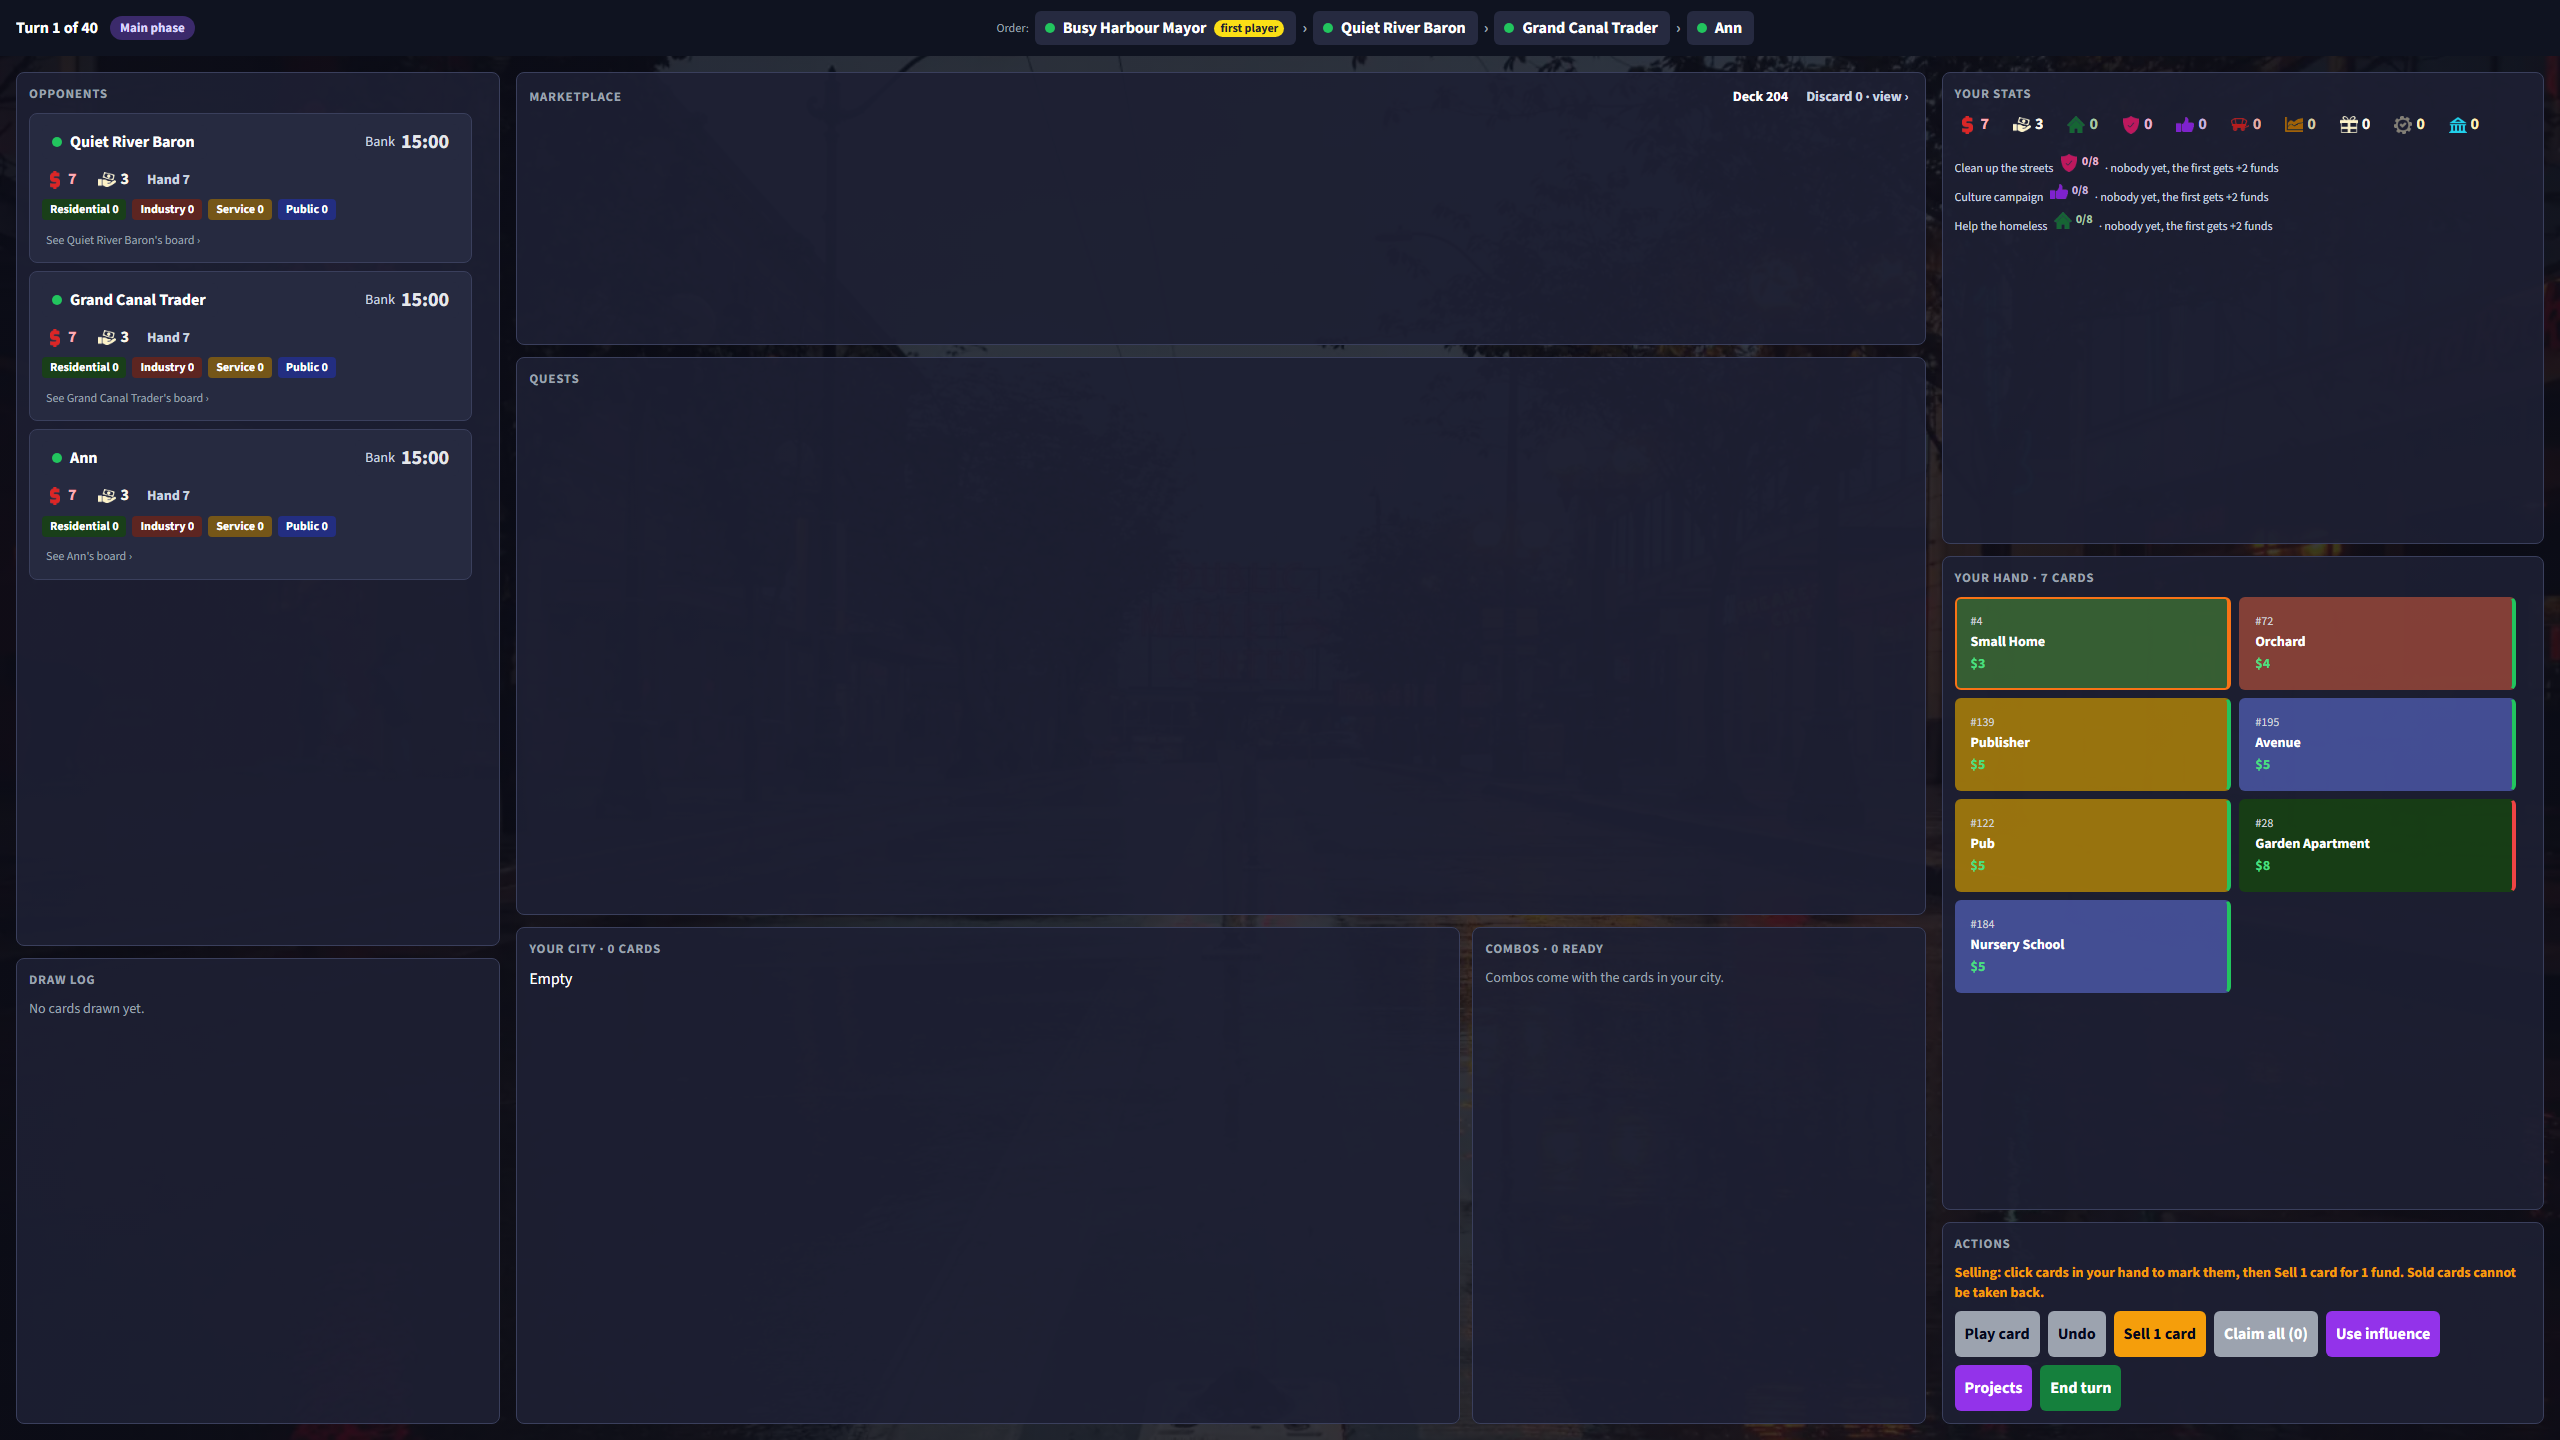 Turn 1 of 40 Main phase
Order: Busy Harbour Mayor first player › Quiet River Baron › Grand Canal Trader › Ann
OPPONENTS
Quiet River Baron Bank 15:00
7 3 Hand 7
Residential 0 Industry 0 Service 0 Public 0
See Quiet River Baron's board ›
Grand Canal Trader Bank 15:00
7 3 Hand 7
Residential 0 Industry 0 Service 0 Public 0
See Grand Canal Trader's board ›
Ann Bank 15:00
7 3 Hand 7
Residential 0 Industry 0 Service 0 Public 0
See Ann's board ›
DRAW LOG
No cards drawn yet.
MARKETPLACE Deck 204 Discard 0 · view ›
QUESTS
YOUR CITY · 0 CARDS
Empty
COMBOS · 0 READY
Combos come with the cards in your city.
YOUR STATS
7 3 0 0 0 0 0 0 0 0
Clean up the streets 0/8 · nobody yet, the first gets +2 funds
Culture campaign 0/8 · nobody yet, the first gets +2 funds
Help the homeless 0/8 · nobody yet, the first gets +2 funds
YOUR HAND · 7 CARDS
#4
Small Home
$3
#72
Orchard
$4
#139
Publisher
$5
#195
Avenue
$5
#122
Pub
$5
#28
Garden Apartment
$8
#184
Nursery School
$5
ACTIONS
Selling: click cards in your hand to mark them, then Sell 1 card for 1 fund. Sold cards cannot
be taken back.
Play card Undo Sell 1 card Claim all (0) Use influence
Projects End turn